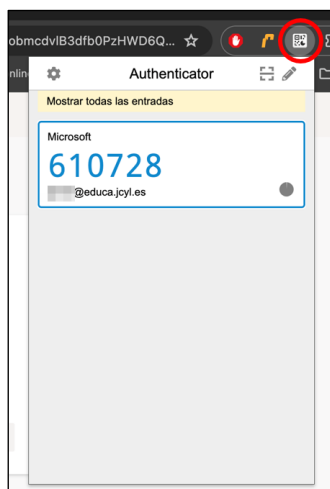 obmcdvlB3dfb0PzHWD6Q...
nlin
Authenticator
Mostrar todas las entradas
Microsoft
610728
@educa.jcyl.es